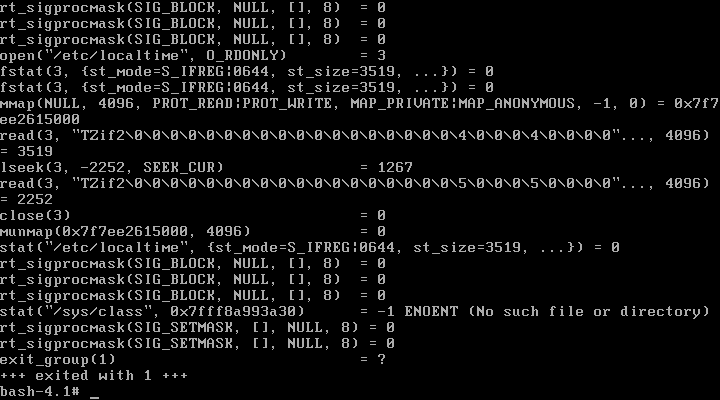 rt_sigprocmask(SIG_BLOCK, NULL, [], 8)  = 0
rt_sigprocmask(SIG_BLOCK, NULL, [], 8)  = 0
rt_sigprocmask(SIG_BLOCK, NULL, [], 8)  = 0
open("/etc/localtime", O_RDONLY)        = 3
fstat(3, {st_mode=S_IFREG|0644, st_size=3519, ...}) = 0
fstat(3, {st_mode=S_IFREG|0644, st_size=3519, ...}) = 0
mmap(NULL, 4096, PROT_READ|PROT_WRITE, MAP_PRIVATE|MAP_ANONYMOUS, -1, 0) = 0x7f7
ee2615000
read(3, "TZif2\0\0\0\0\0\0\0\0\0\0\0\0\0\0\0\0\0\0\4\0\0\0\4\0\0\0\0"..., 4096)
= 3519
lseek(3, -2252, SEEK_CUR)               = 1267
read(3, "TZif2\0\0\0\0\0\0\0\0\0\0\0\0\0\0\0\0\0\0\5\0\0\0\5\0\0\0\0"..., 4096)
= 2252
close(3)                                = 0
munmap(0x7f7ee2615000, 4096)            = 0
stat("/etc/localtime", {st_mode=S_IFREG|0644, st_size=3519, ...}) = 0
rt_sigprocmask(SIG_BLOCK, NULL, [], 8)  = 0
rt_sigprocmask(SIG_BLOCK, NULL, [], 8)  = 0
rt_sigprocmask(SIG_BLOCK, NULL, [], 8)  = 0
stat("/sys/class", 0x7fff8a993a30)      = -1 ENOENT (No such file or directory)
rt_sigprocmask(SIG_SETMASK, [], NULL, 8) = 0
rt_sigprocmask(SIG_SETMASK, [], NULL, 8) = 0
exit_group(1)                           = ?
+++ exited with 1 +++
bash-4.1# _